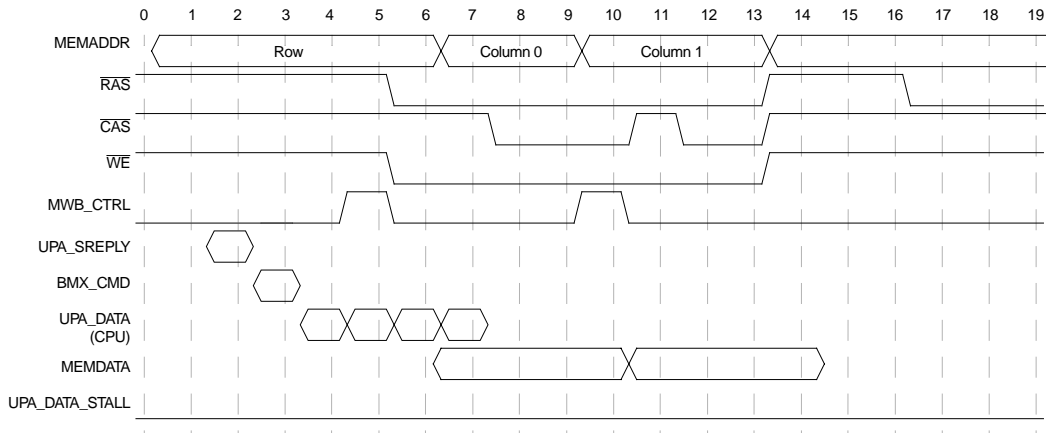 0 1 2 3 4 5 6 7 8 9 10 11 12 13 14 15 16 17 18 19
MEMADDR Row Column 0 Column 1
RAS
CAS
WE
MWB_CTRL
UPA_SREPLY
BMX_CMD
UPA_DATA
(CPU)
MEMDATA
UPA_DATA_STALL